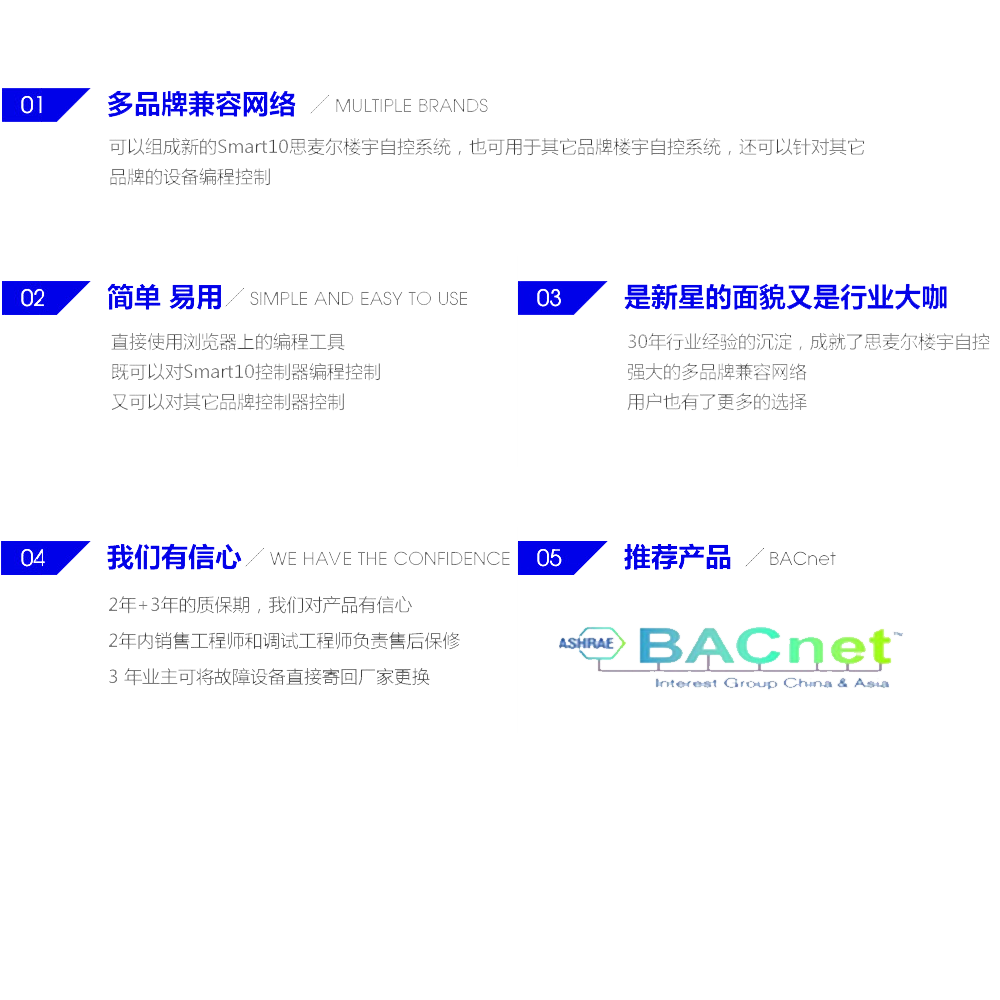 01 多品牌兼容网络 ／ MULTIPLE BRANDS
可以组成新的Smart10思麦尔楼宇自控系统，也可用于其它品牌楼宇自控系统，还可以针对其它
品牌的设备编程控制
02 简单 易用 ／ SIMPLE AND EASY TO USE
直接使用浏览器上的编程工具
既可以对Smart10控制器编程控制
又可以对其它品牌控制器控制
03 是新星的面貌又是行业大咖
30年行业经验的沉淀，成就了思麦尔楼宇自控
强大的多品牌兼容网络
用户也有了更多的选择
04 我们有信心 ／ WE HAVE THE CONFIDENCE
2年+3年的质保期，我们对产品有信心
2年内销售工程师和调试工程师负责售后保修
3 年业主可将故障设备直接寄回厂家更换
05 推荐产品 ／ BACnet
ASHRAE BACnet™
Interest Group China & Asia